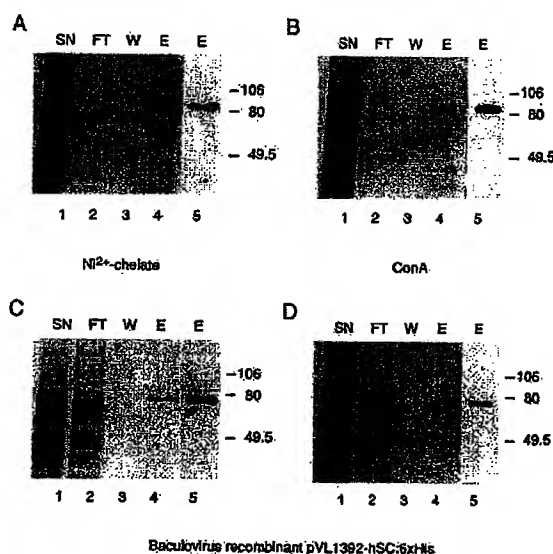 A
SN FT W E E
-106
- 80
- 49.5
1 2 3 4 5
Ni2+-chelate
B
SN FT W E E
-106
- 80
- 49.5
1 2 3 4 5
ConA
C
SN FT W E E
-106
- 80
- 49.5
1 2 3 4 5
D
SN FT W E E
-106
- 80
- 49.5
1 2 3 4 5
Baculovirus recombinant pVL1392-hSC:6xHis